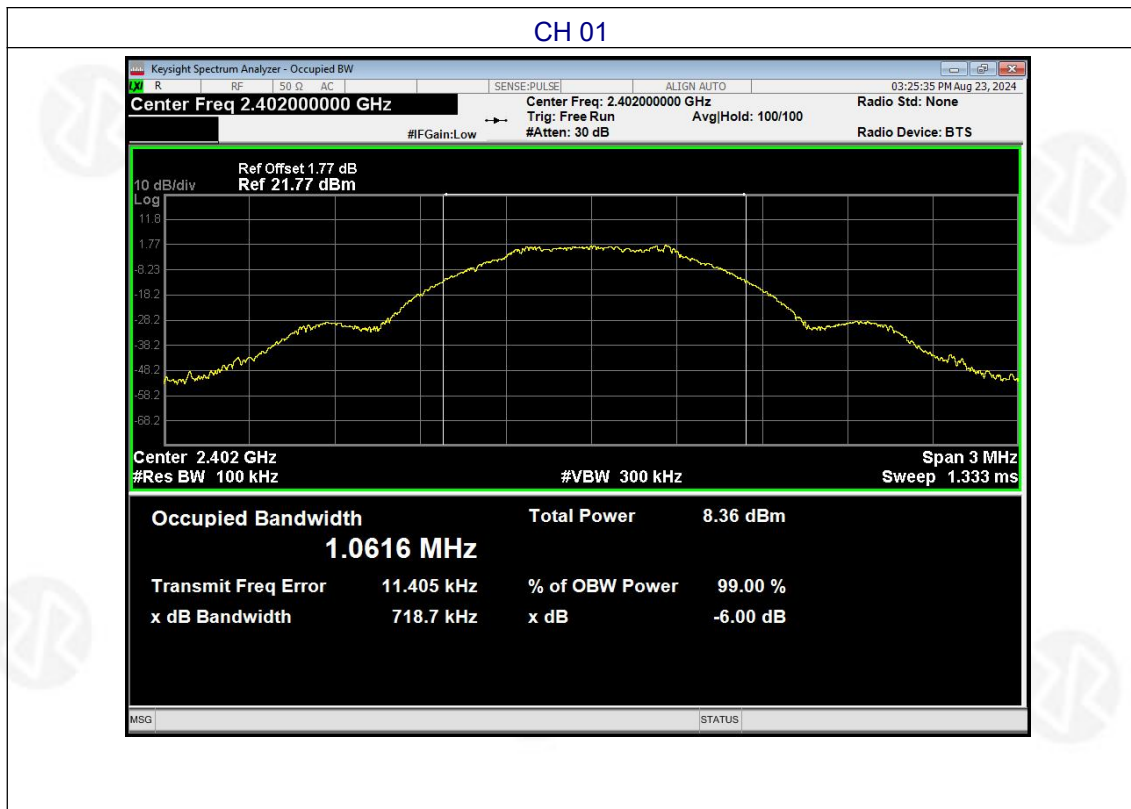 CH 01
Keysight Spectrum Analyzer - Occupied BW
LXI R RF 50 Ω AC SENSE:PULSE ALIGN AUTO 03:25:35 PM Aug 23, 2024
Center Freq 2.402000000 GHz Center Freq: 2.402000000 GHz Radio Std: None
Trig: Free Run Avg|Hold: 100/100
#IFGain:Low #Atten: 30 dB Radio Device: BTS
Ref Offset 1.77 dB
10 dB/div Ref 21.77 dBm
Log
11.8
1.77
-8.23
-18.2
-28.2
-38.2
-48.2
-58.2
-68.2
Center 2.402 GHz Span 3 MHz
#Res BW 100 kHz #VBW 300 kHz Sweep 1.333 ms
Occupied Bandwidth Total Power 8.36 dBm
1.0616 MHz
Transmit Freq Error 11.405 kHz % of OBW Power 99.00 %
x dB Bandwidth 718.7 kHz x dB -6.00 dB
MSG STATUS